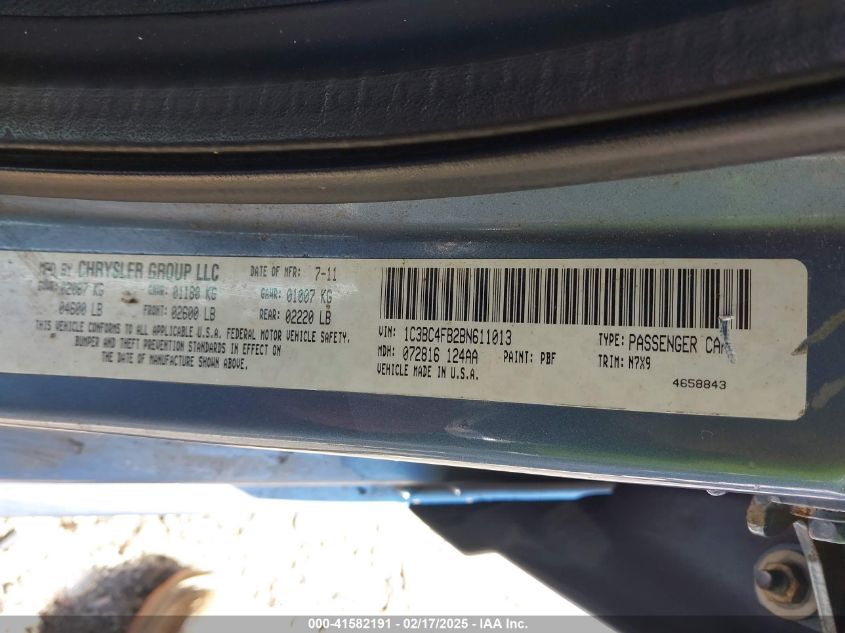 MFD BY CHRYSLER GROUP LLC DATE OF MFR: 7-11
02087 KG GAWR: 01180 KG GAWR: 01007 KG
04600 LB FRONT: 02600 LB REAR: 02220 LB
THIS VEHICLE CONFORMS TO ALL APPLICABLE U.S.A. FEDERAL MOTOR VEHICLE SAFETY,
BUMPER AND THEFT PREVENTION STANDARDS IN EFFECT ON
THE DATE OF MANUFACTURE SHOWN ABOVE.
VIN: 1C3BC4FB2BN611013 TYPE: PASSENGER CAR
MDH: 072816 124AA PAINT: PBF TRIM: N7X9
VEHICLE MADE IN U.S.A.
4658843
000-41582191 - 02/17/2025 - IAA Inc.